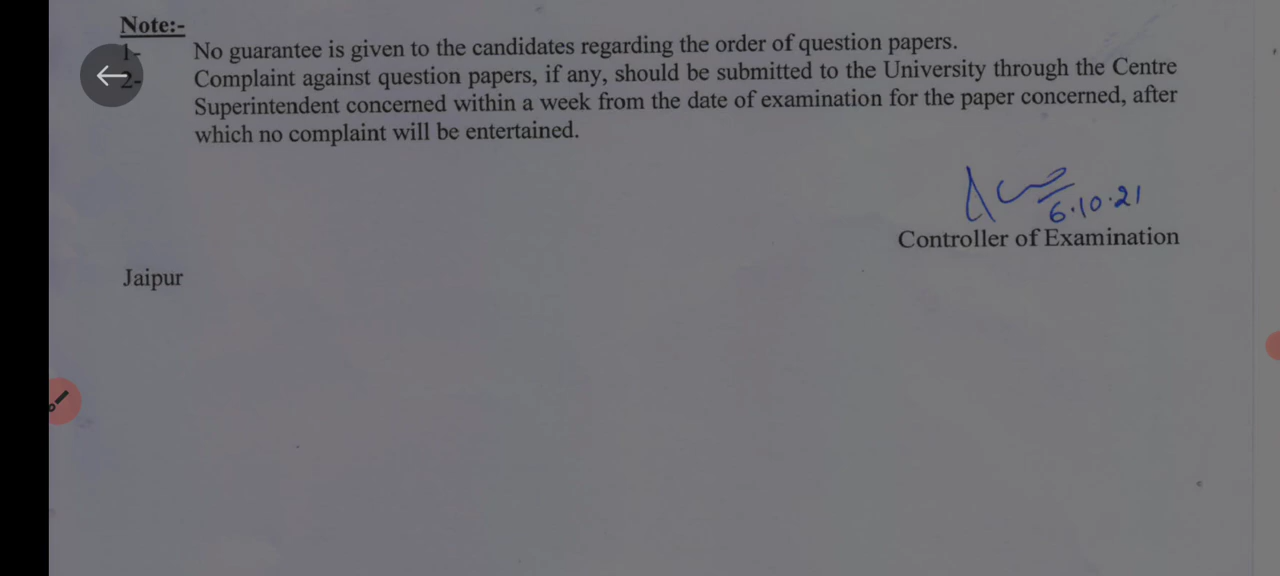 Note:-
1- No guarantee is given to the candidates regarding the order of question papers.
2- Complaint against question papers, if any, should be submitted to the University through the Centre
Superintendent concerned within a week from the date of examination for the paper concerned, after
which no complaint will be entertained.
6.10.21
Controller of Examination
Jaipur